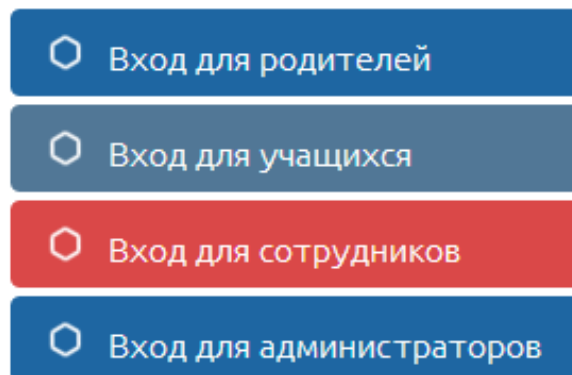 Вход для родителей
Вход для учащихся
Вход для сотрудников
Вход для администраторов